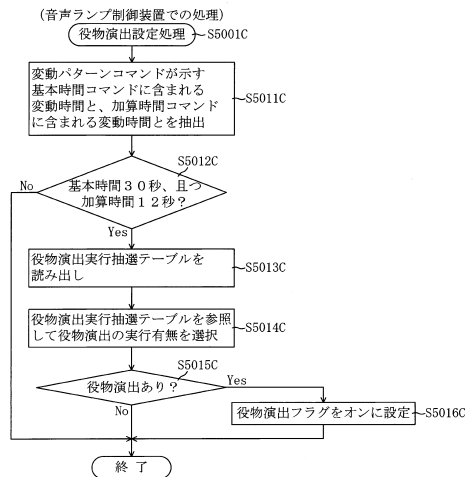 (音声ランプ制御装置での処理)
役物演出設定処理
S5001C
変動パターンコマンドが示す
基本時間コマンドに含まれる
変動時間と、加算時間コマンド
に含まれる変動時間とを抽出
S5011C
S5012C
No
基本時間30秒、且つ
加算時間12秒?
Yes
役物演出実行抽選テーブルを
読み出し
S5013C
役物演出実行抽選テーブルを参照
して役物演出の実行有無を選択
S5014C
S5015C
役物演出あり?
Yes
No
役物演出フラグをオンに設定
S5016C
終了